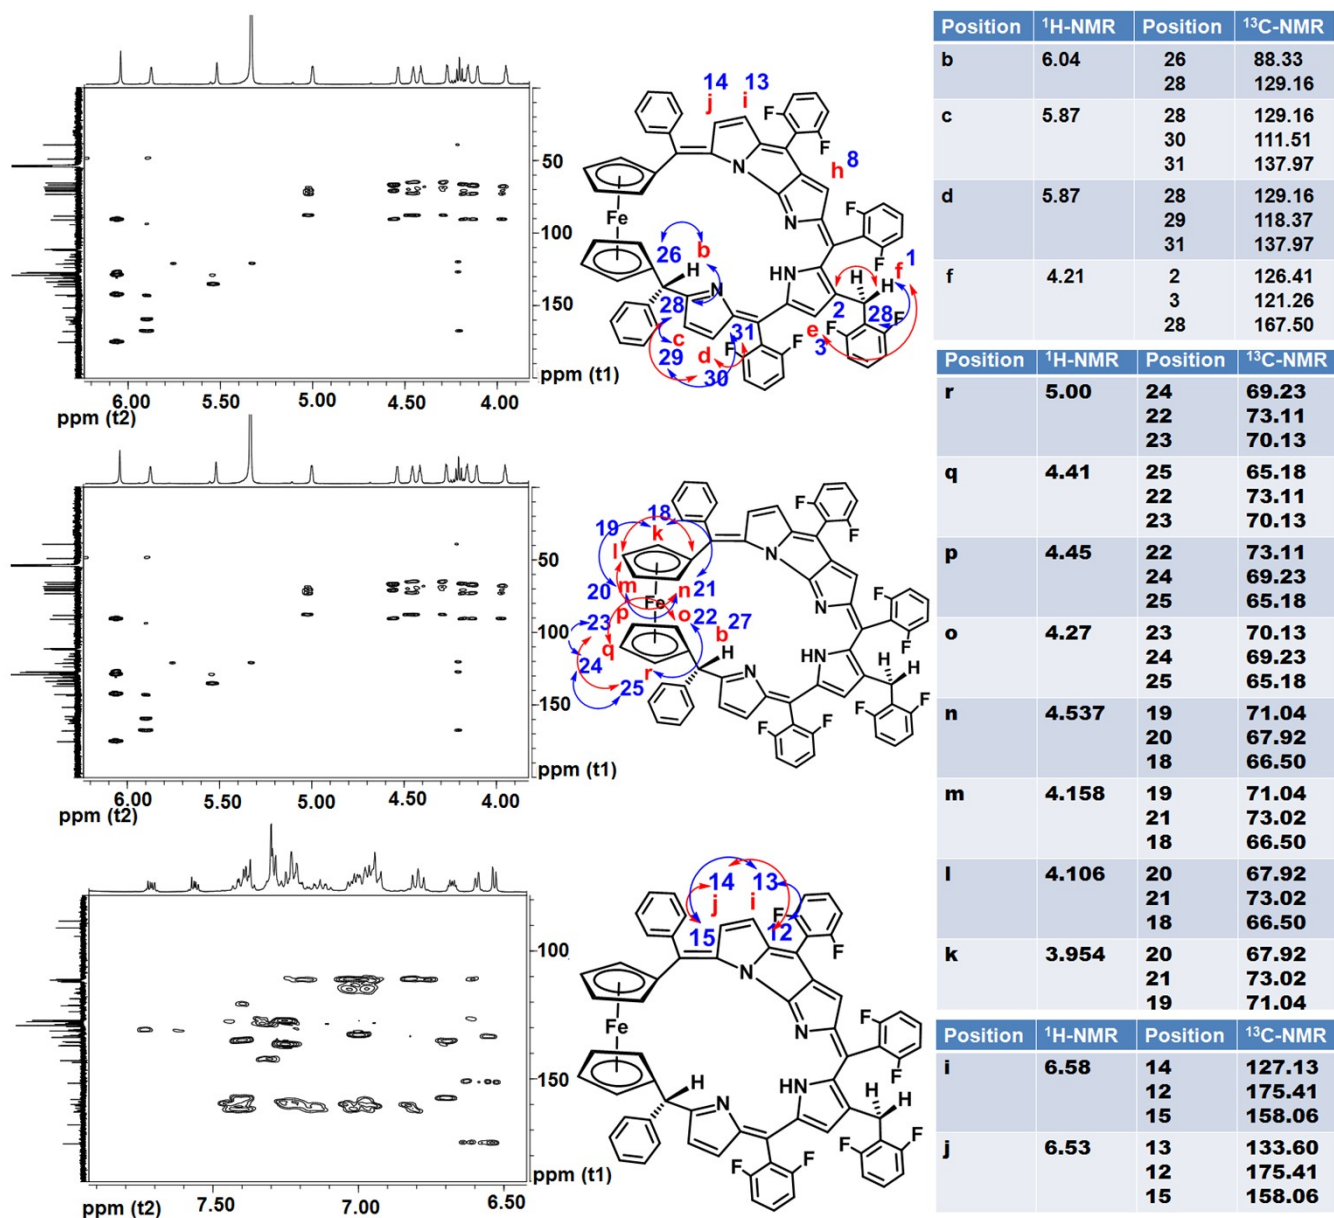 50
100
150
ppm (t1)
6.00 5.50 5.00 4.50 4.00
ppm (t2)
14 13
j i
F
F
8
h
N
N
Fe
F
F
26 b
H
HN
N
28
1
H f
H
2
28
F
F
e
3
31
c
29
d
F F
30
Position 1H-NMR Position 13C-NMR
b 6.04 26 88.33
28 129.16
c 5.87 28 129.16
30 111.51
31 137.97
d 5.87 28 129.16
29 118.37
31 137.97
f 4.21 2 126.41
3 121.26
28 167.50
50
100
150
ppm (t1)
6.00 5.50 5.00 4.50 4.00
ppm (t2)
19 18
k
l
m
20
n 21
Fe
p
23
o 22 27
b
H
q
24
25 r
F
F
N
N
F
F
HN
N
H
H
F F
F
F
Position 1H-NMR Position 13C-NMR
r 5.00 24 69.23
22 73.11
23 70.13
q 4.41 25 65.18
22 73.11
23 70.13
p 4.45 22 73.11
24 69.23
25 65.18
o 4.27 23 70.13
24 69.23
25 65.18
n 4.537 19 71.04
20 67.92
18 66.50
m 4.158 19 71.04
21 73.02
18 66.50
l 4.106 20 67.92
21 73.02
18 66.50
k 3.954 20 67.92
21 73.02
19 71.04
100
150
ppm (t1)
7.50 7.00 6.50
ppm (t2)
14 13
j i
15 12
F
F
N
N
Fe
F
F
H
HN
N
H
H
F F
F
F
Position 1H-NMR Position 13C-NMR
i 6.58 14 127.13
12 175.41
15 158.06
j 6.53 13 133.60
12 175.41
15 158.06